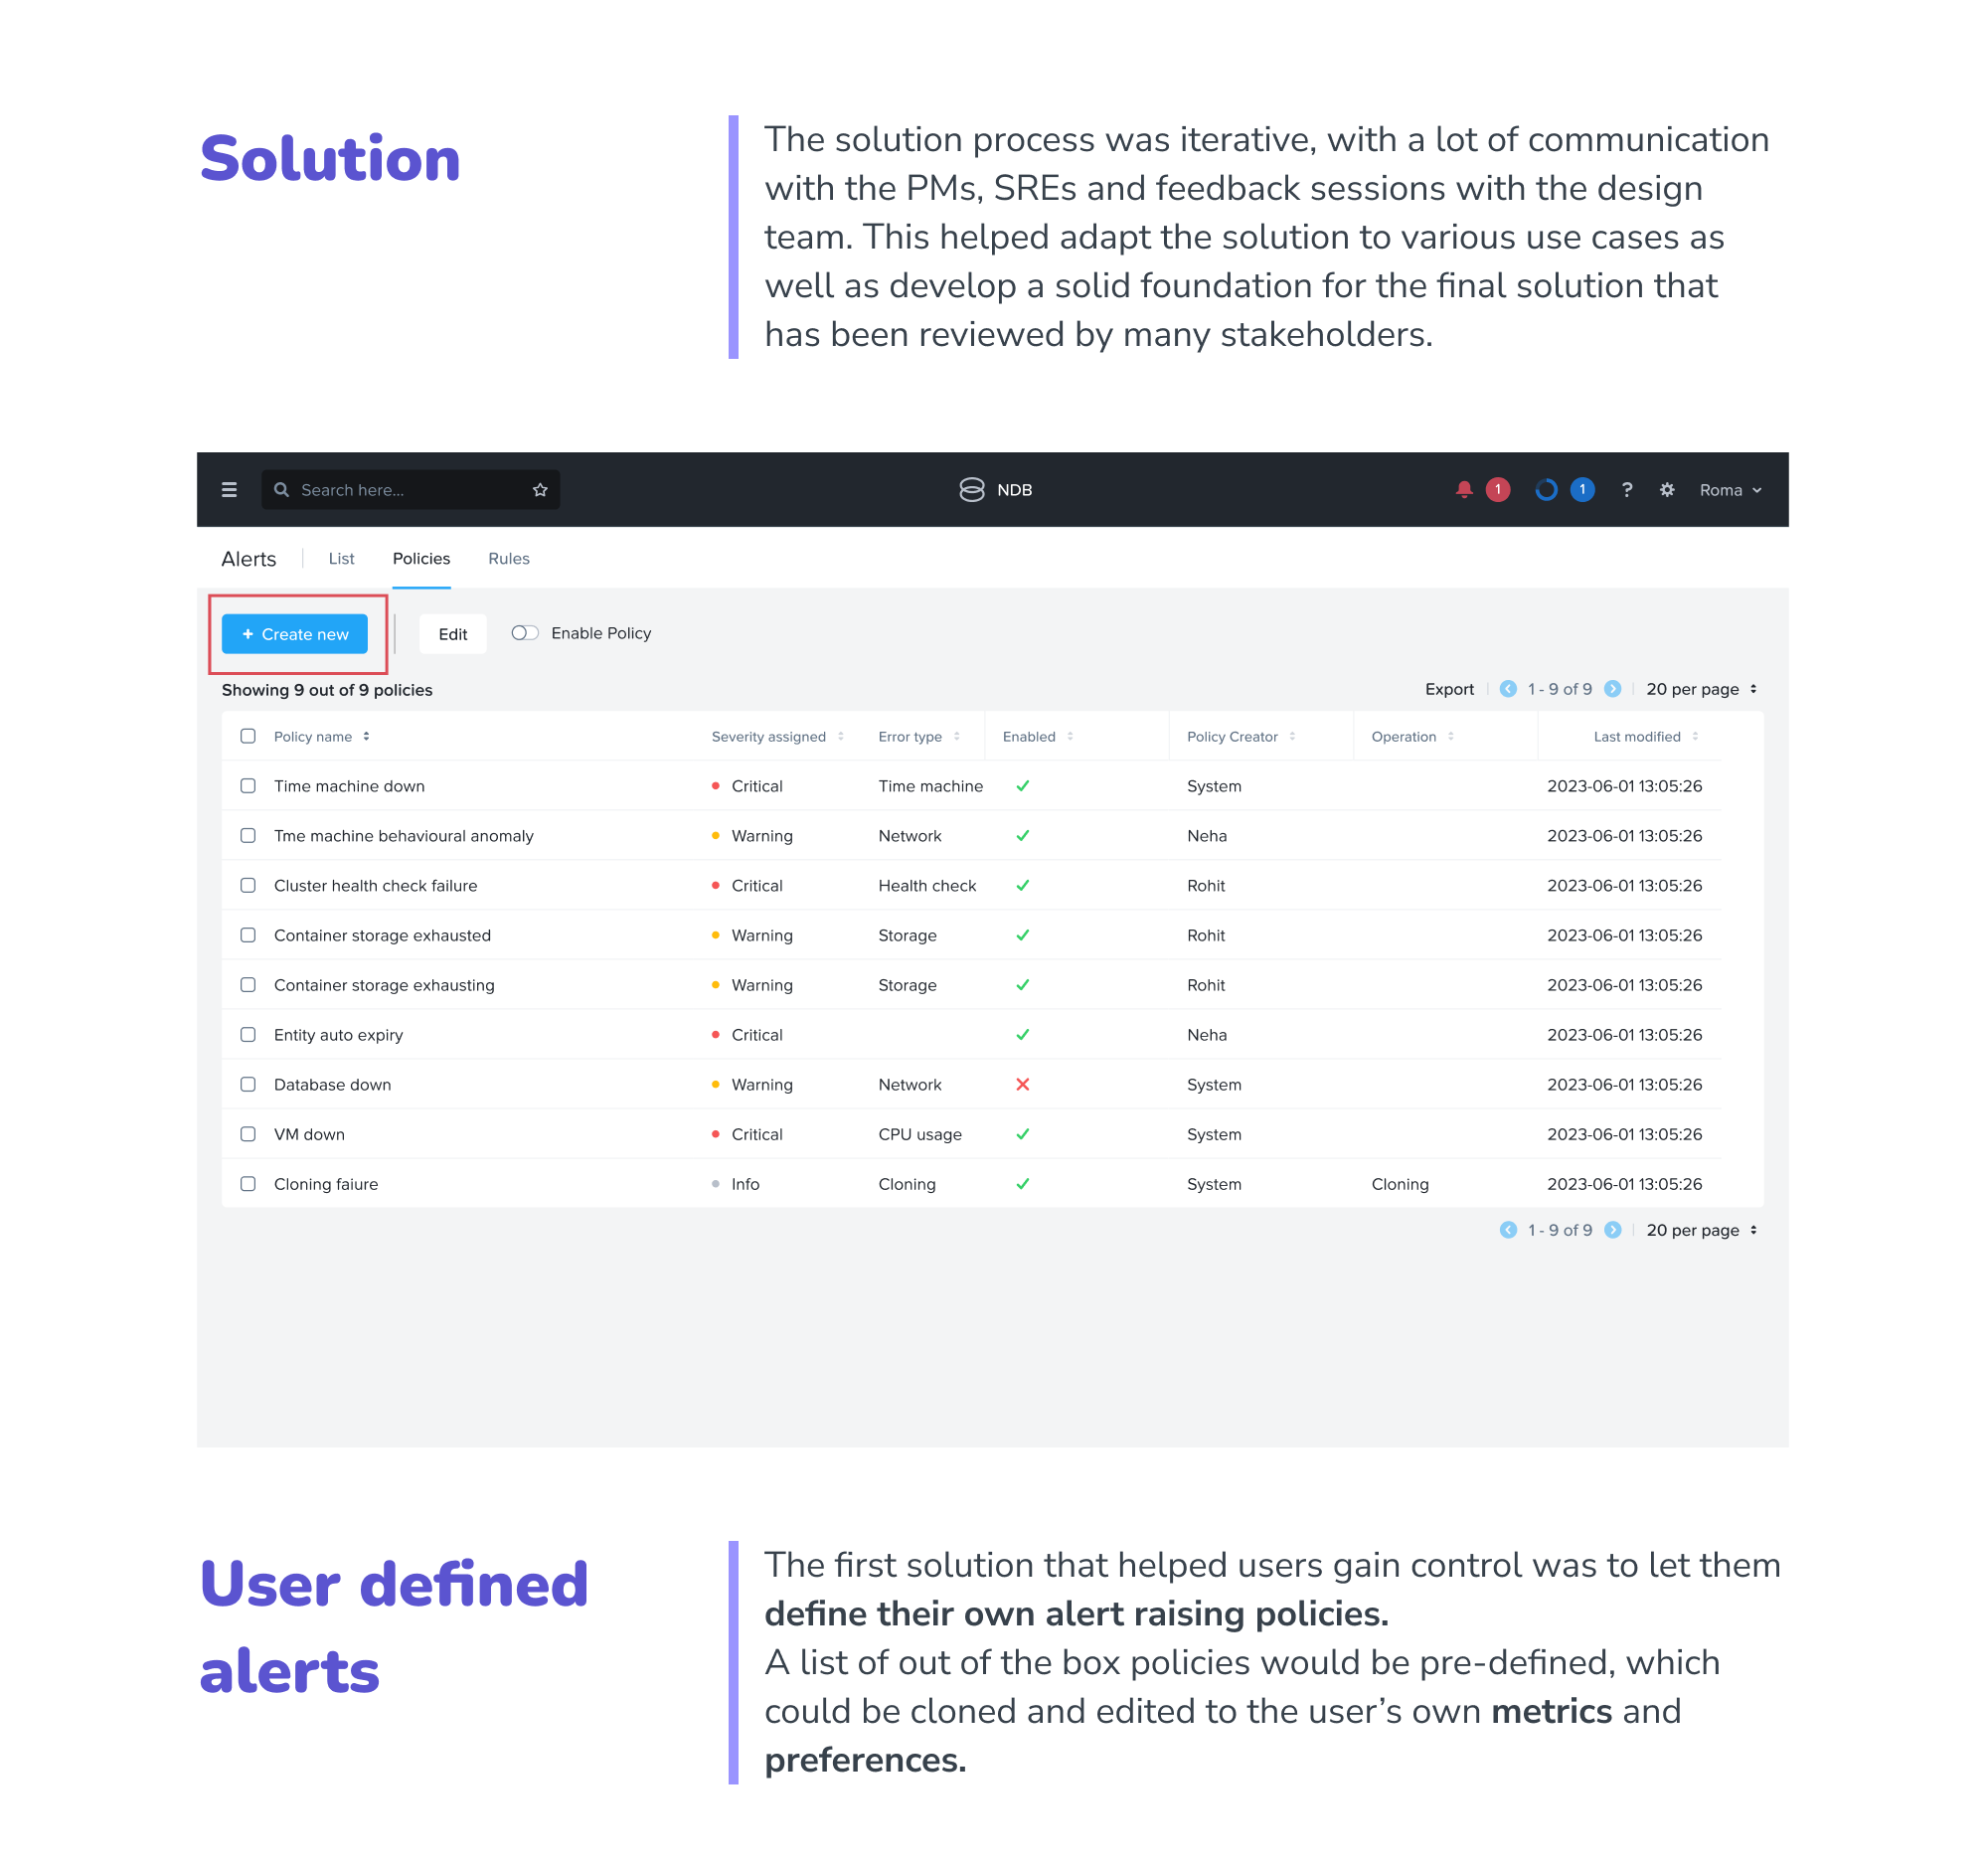 Solution
The solution process was iterative, with a lot of communication
with the PMs, SREs and feedback sessions with the design
team. This helped adapt the solution to various use cases as
well as develop a solid foundation for the final solution that
has been reviewed by many stakeholders.
Search here... NDB 1 1 ? Roma
Alerts List Policies Rules
+ Create new Edit Enable Policy
Showing 9 out of 9 policies Export 1 - 9 of 9 20 per page
Policy name Severity assigned Error type Enabled Policy Creator Operation Last modified
Time machine down Critical Time machine System 2023-06-01 13:05:26
Tme machine behavioural anomaly Warning Network Neha 2023-06-01 13:05:26
Cluster health check failure Critical Health check Rohit 2023-06-01 13:05:26
Container storage exhausted Warning Storage Rohit 2023-06-01 13:05:26
Container storage exhausting Warning Storage Rohit 2023-06-01 13:05:26
Entity auto expiry Critical Neha 2023-06-01 13:05:26
Database down Warning Network System 2023-06-01 13:05:26
VM down Critical CPU usage System 2023-06-01 13:05:26
Cloning faiure Info Cloning System Cloning 2023-06-01 13:05:26
1 - 9 of 9 20 per page
User defined
alerts
The first solution that helped users gain control was to let them
define their own alert raising policies.
A list of out of the box policies would be pre-defined, which
could be cloned and edited to the user’s own metrics and
preferences.